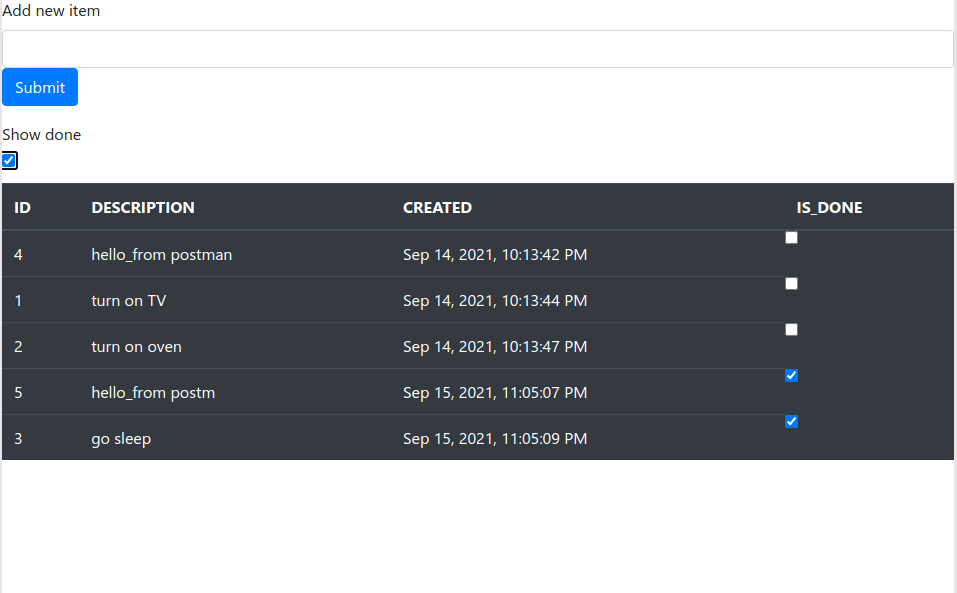 Add new item
Submit
Show done
ID DESCRIPTION CREATED IS_DONE
4 hello_from postman Sep 14, 2021, 10:13:42 PM
1 turn on TV Sep 14, 2021, 10:13:44 PM
2 turn on oven Sep 14, 2021, 10:13:47 PM
5 hello_from postm Sep 15, 2021, 11:05:07 PM
3 go sleep Sep 15, 2021, 11:05:09 PM